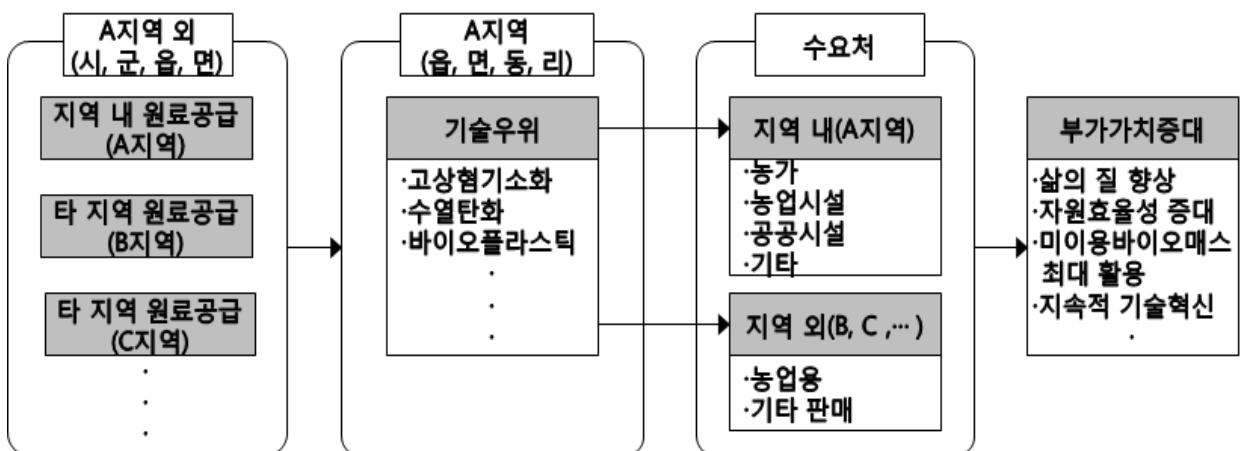 A지역 외
(시, 군, 읍, 면)
지역 내 원료공급
(A지역)
타 지역 원료공급
(B지역)
타 지역 원료공급
(C지역)
·
·
·
A지역
(읍, 면, 동, 리)
기술우위
·고상혐기소화
·수열탄화
·바이오플라스틱
·
·
·
수요처
지역 내(A지역)
·농가
·농업시설
·공공시설
·기타
지역 외(B, C ,··· )
·농업용
·기타 판매
부가가치증대
·삶의 질 향상
·자원효율성 증대
·미이용바이오매스
최대 활용
·지속적 기술혁신
·